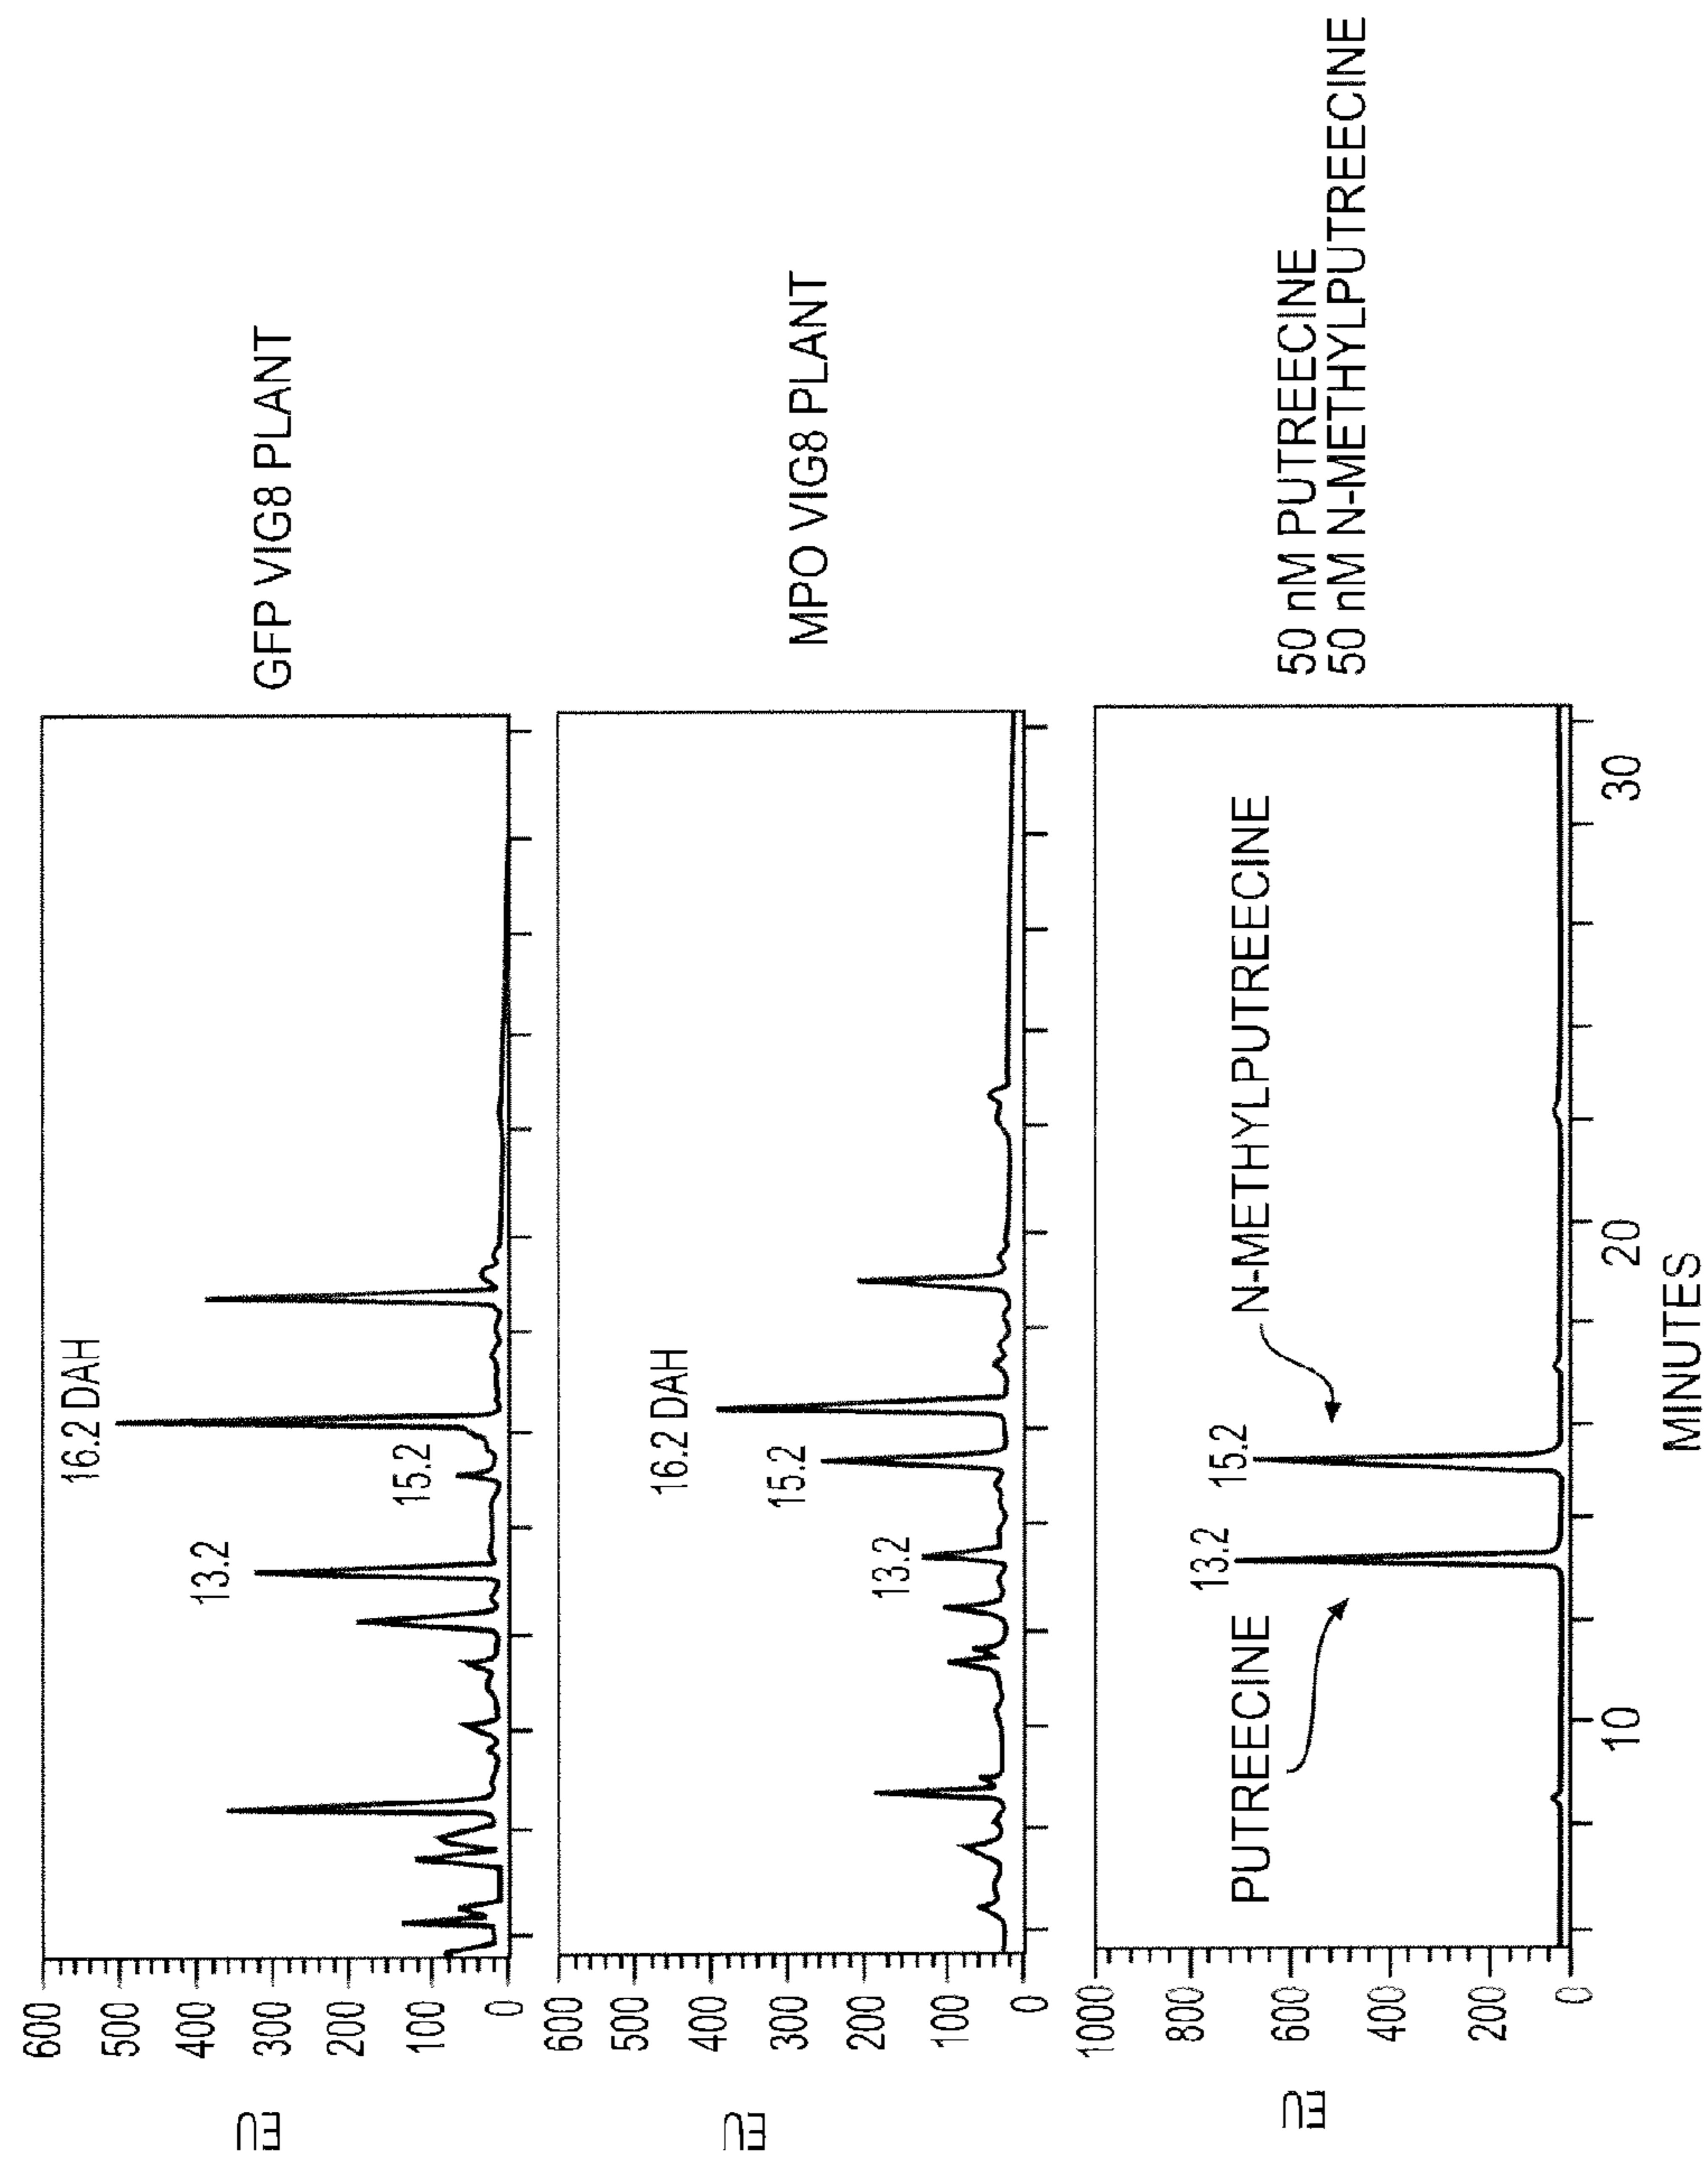 GFP VIG8 PLANT
EU
600
500
400
300
200
100
0
13.2
15.2
16.2 DAH
MPO VIG8 PLANT
EU
600
500
400
300
200
100
0
13.2
15.2
16.2 DAH
50 nM PUTREECINE
50 nM N-METHYLPUTREECINE
EU
1000
800
600
400
200
0
PUTREECINE
13.2
15.2
N-METHYLPUTREECINE
10
20
30
MINUTES